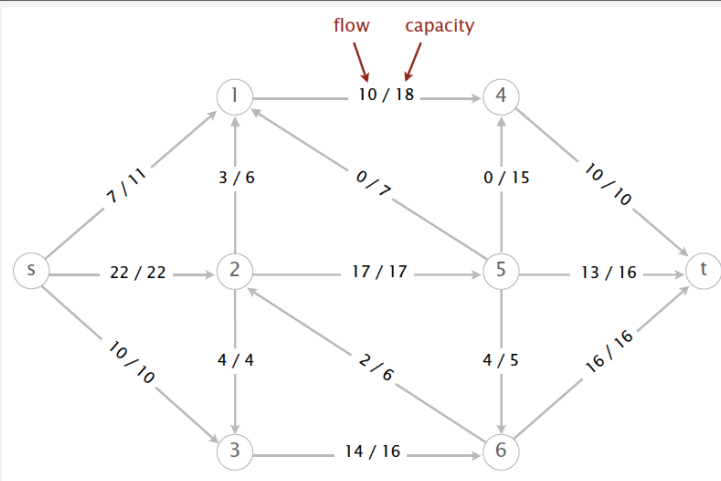 flow capacity
1 10 / 18 4
7 / 11 3 / 6 0 / 7 0 / 15 10 / 10
s 22 / 22 2 17 / 17 5 13 / 16 t
10 / 10 4 / 4 2 / 6 4 / 5 16 / 16
3 14 / 16 6